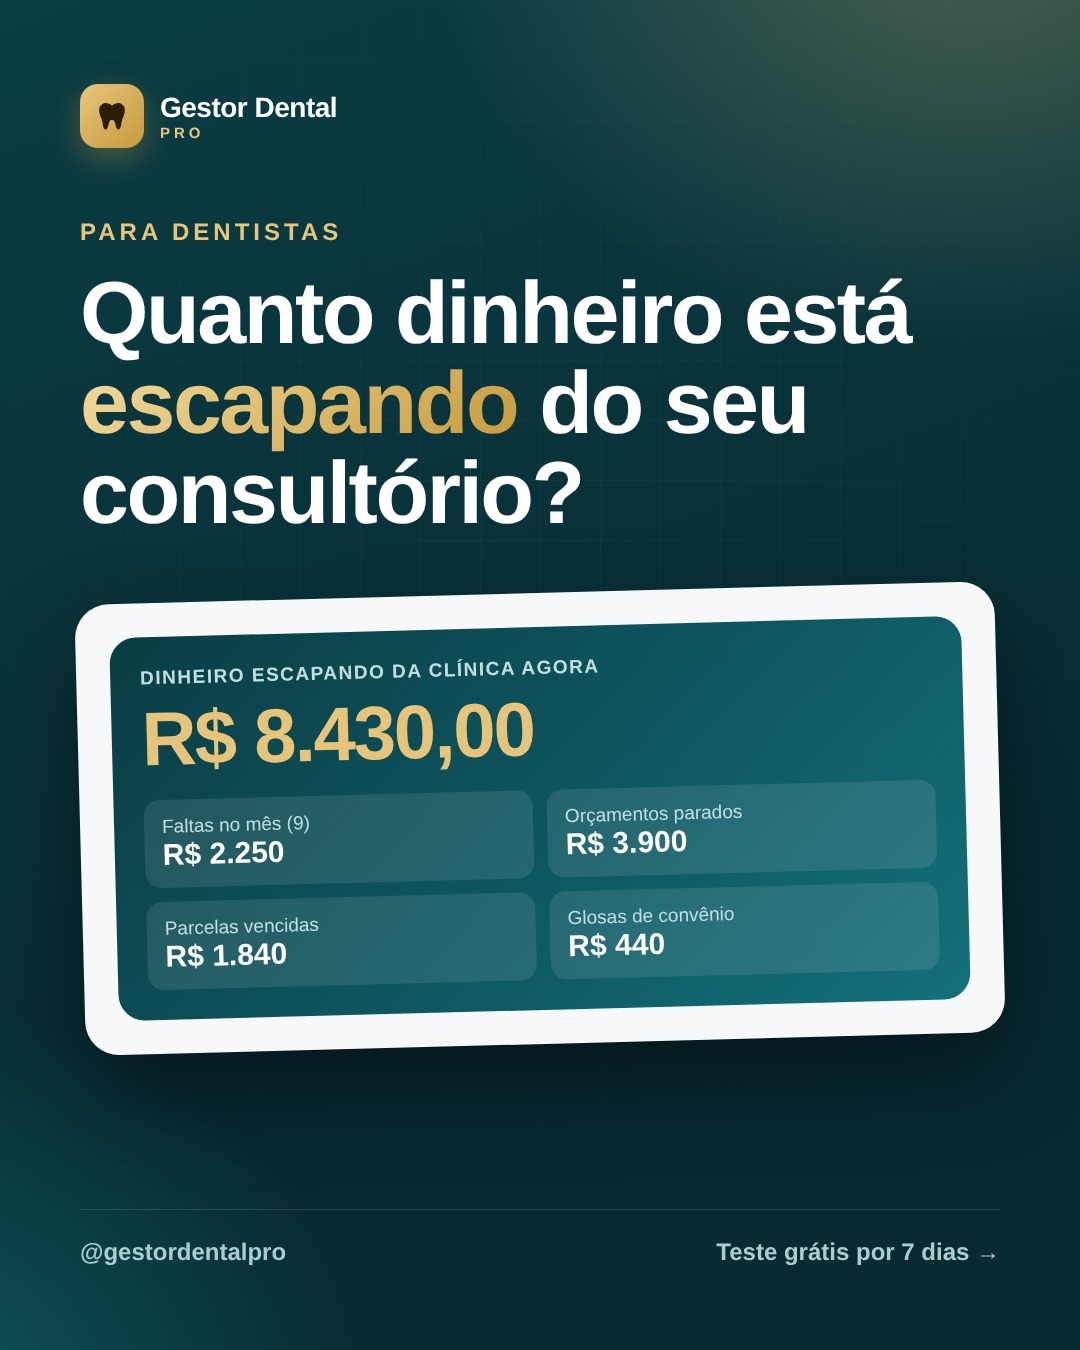 Gestor Dental
PRO
PARA DENTISTAS
Quanto dinheiro está
escapando do seu
consultório?
DINHEIRO ESCAPANDO DA CLÍNICA AGORA
R$ 8.430,00
Faltas no mês (9)
R$ 2.250
Orçamentos parados
R$ 3.900
Parcelas vencidas
R$ 1.840
Glosas de convênio
R$ 440
@gestordentalpro
Teste grátis por 7 dias →